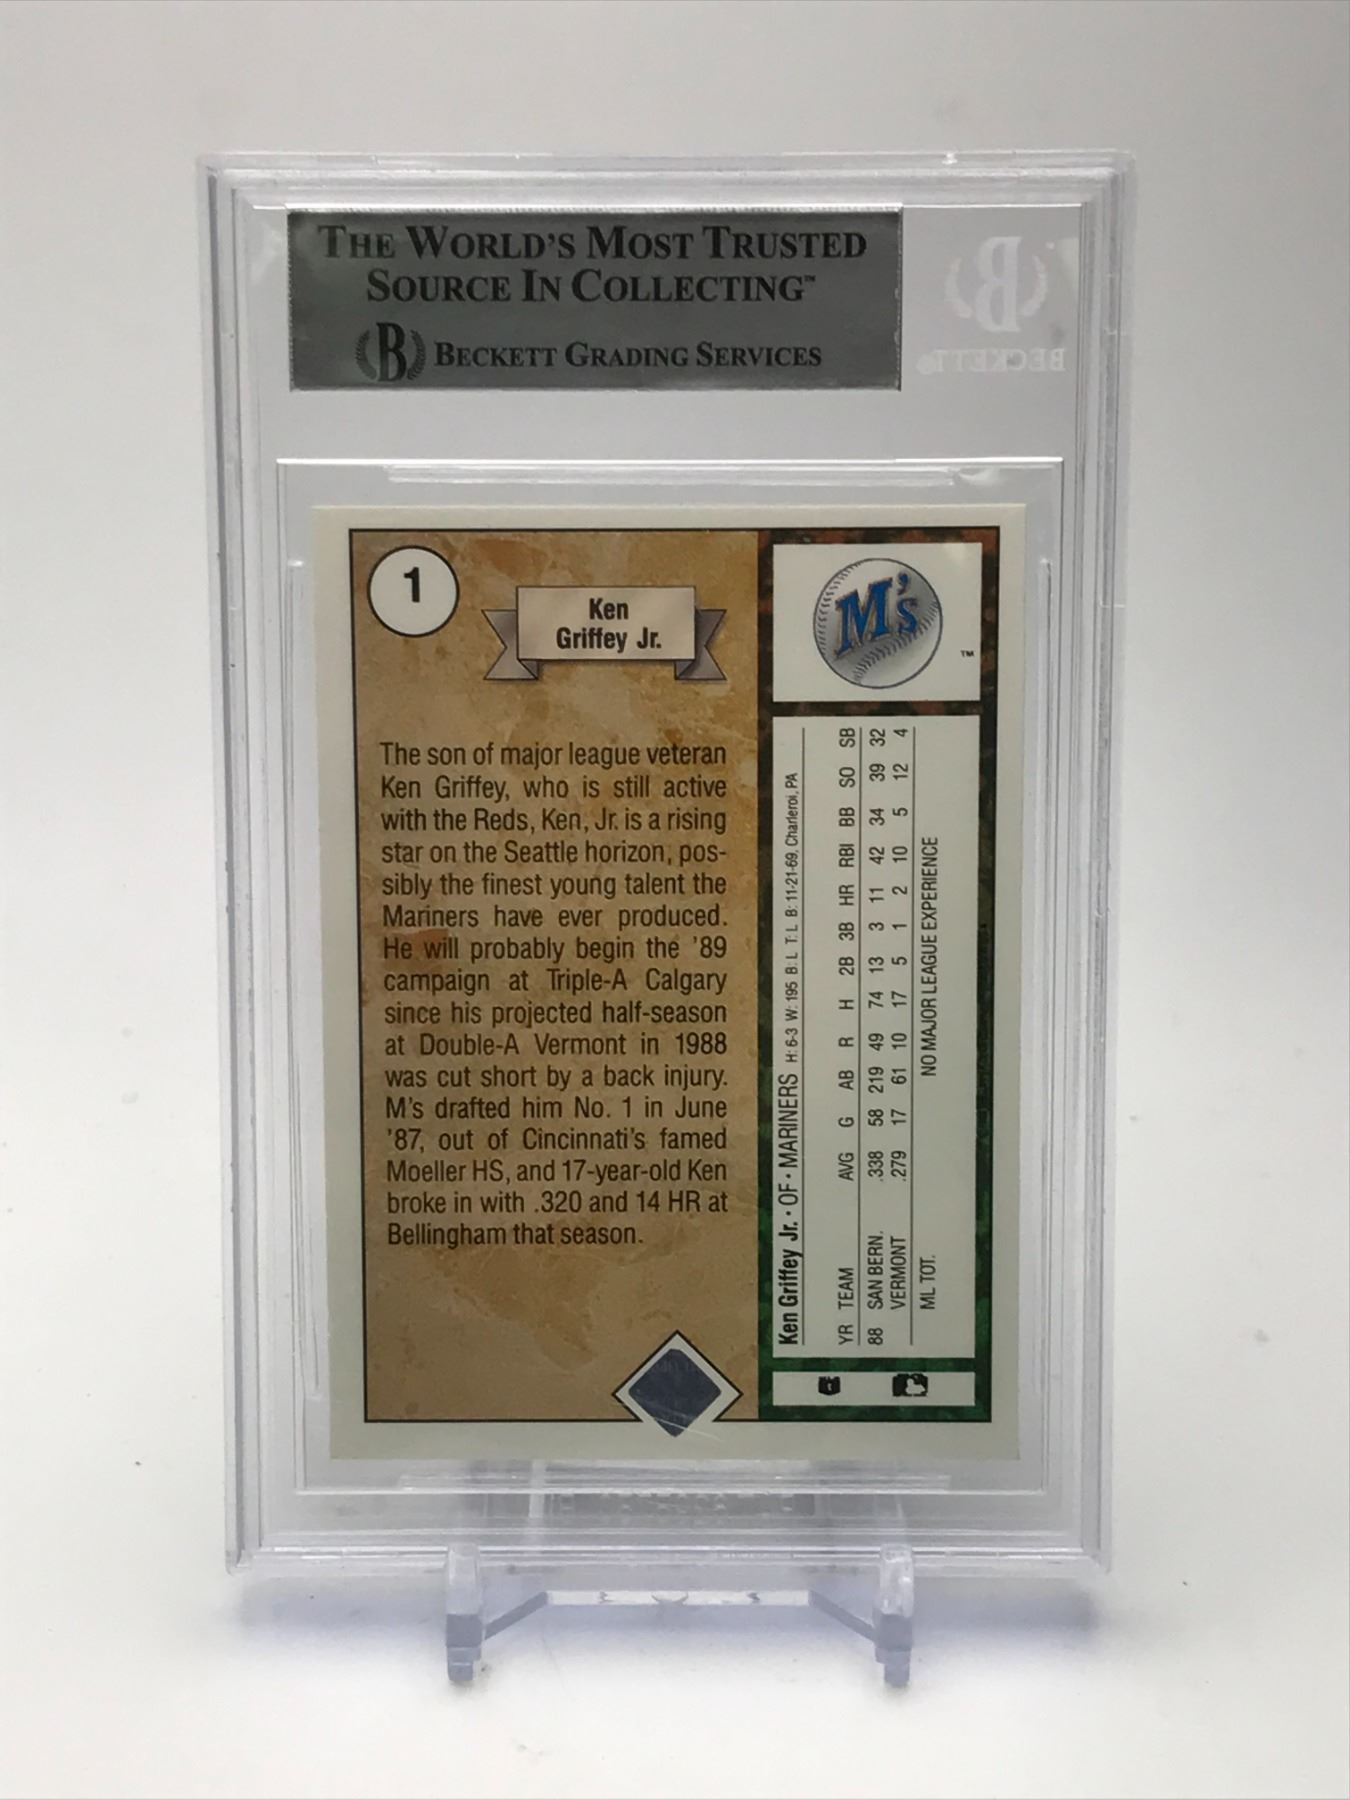 THE WORLD'S MOST TRUSTED
SOURCE IN COLLECTING™
B BECKETT GRADING SERVICES
B
BECKETT®
1
Ken
Griffey Jr.
M's
™
The son of major league veteran
Ken Griffey, who is still active
with the Reds, Ken, Jr. is a rising
star on the Seattle horizon, pos-
sibly the finest young talent the
Mariners have ever produced.
He will probably begin the '89
campaign at Triple-A Calgary
since his projected half-season
at Double-A Vermont in 1988
was cut short by a back injury.
M's drafted him No. 1 in June
'87, out of Cincinnati's famed
Moeller HS, and 17-year-old Ken
broke in with .320 and 14 HR at
Bellingham that season.
Ken Griffey Jr. • OF • MARINERS H: 6-3 W: 195 B: L T: L B: 11-21-69, Charleroi, PA
YR TEAM AVG G AB R H 2B 3B HR RBI BB SO SB
88 SAN BERN. .338 58 219 49 74 13 3 11 42 34 39 32
VERMONT .279 17 61 10 17 5 1 2 10 5 12 4
ML TOT. NO MAJOR LEAGUE EXPERIENCE